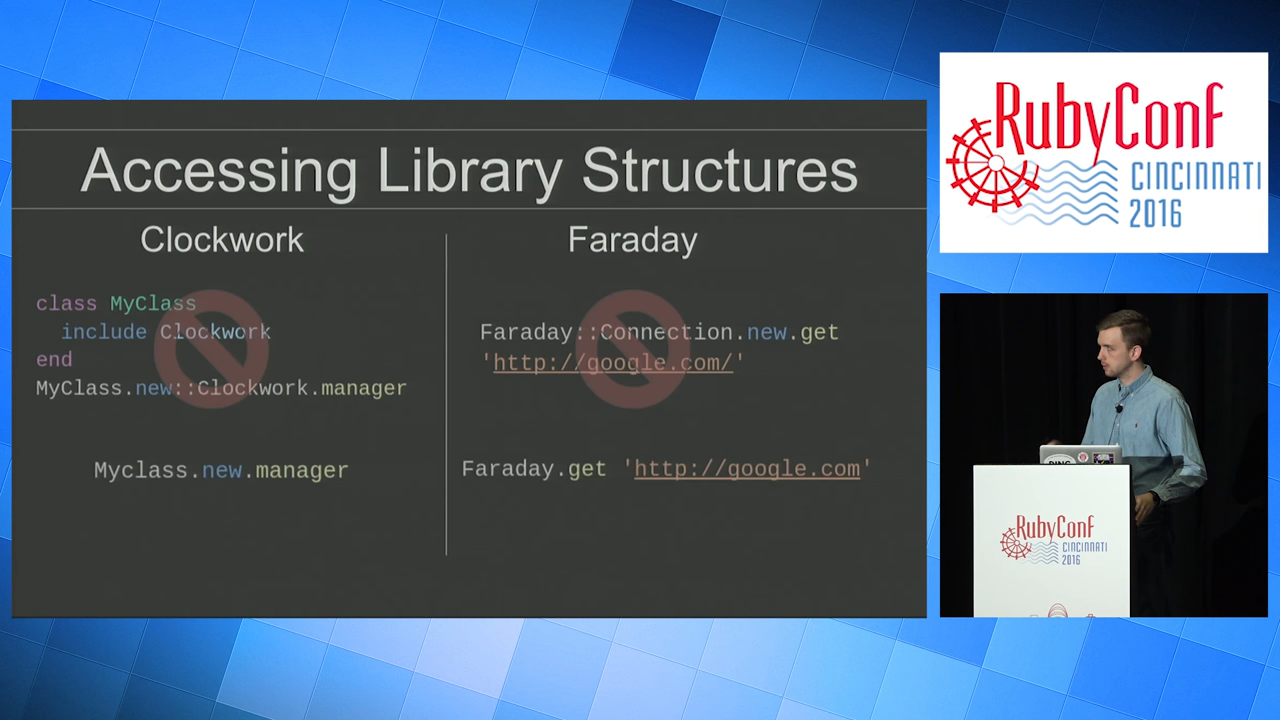 Accessing Library Structures
Clockwork
class MyClass
include Clockwork
end
MyClass.new::Clockwork.manager
Myclass.new.manager
Faraday
Faraday::Connection.new.get
'http://google.com/'
Faraday.get 'http://google.com'
RubyConf
CINCINNATI
2016
RubyConf
CINCINNATI
2016